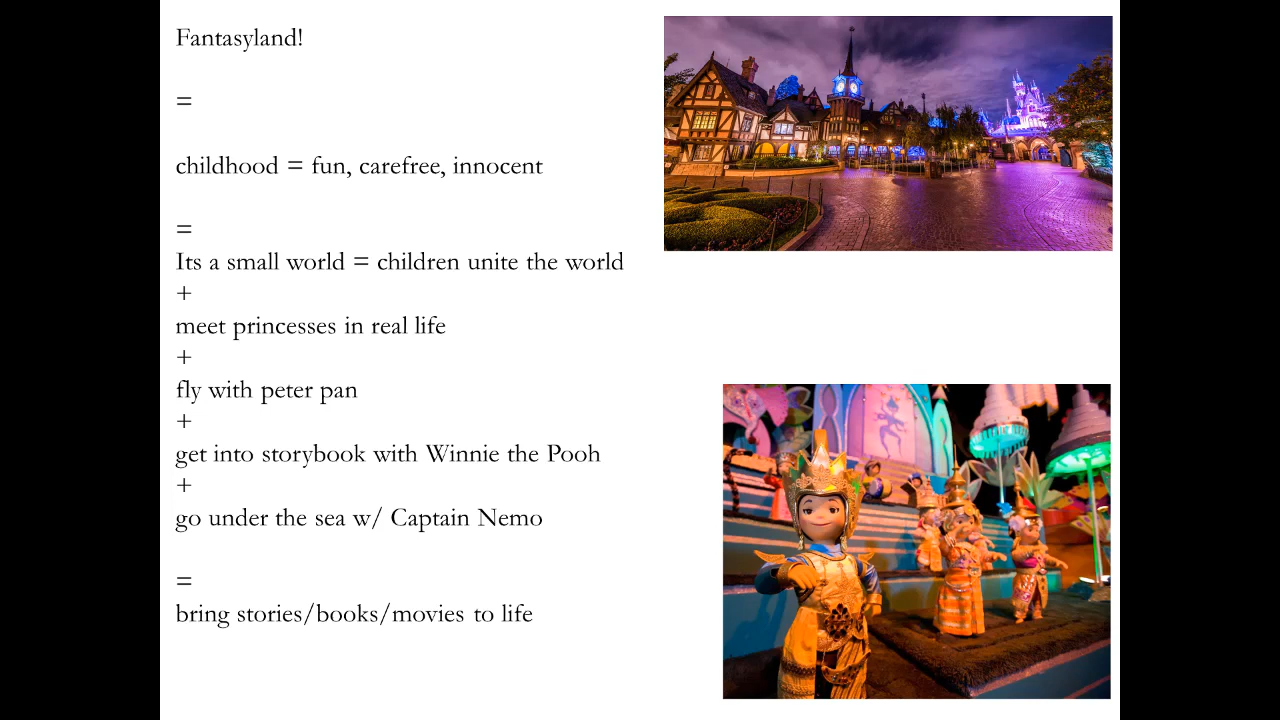 Fantasyland!
=
childhood = fun, carefree, innocent
=
Its a small world = children unite the world
+
meet princesses in real life
+
fly with peter pan
+
get into storybook with Winnie the Pooh
+
go under the sea w/ Captain Nemo
=
bring stories/books/movies to life